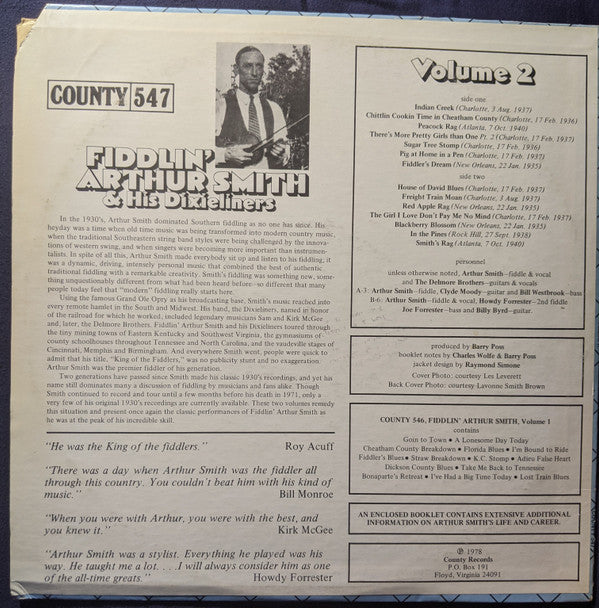 COUNTY 547
FIDDLIN'
ARTHUR SMITH
& His Dixieliners
In the 1930's, Arthur Smith dominated Southern fiddling as no one has since. His
heyday was a time when old time music was being transformed into modern country music,
when the traditional Southeastern string band styles were being challenged by the innova-
tions of western swing, and when singers were becoming more important than instrumen-
talists. In spite of all this, Arthur Smith made everybody sit up and listen to his fiddling, it
was a dynamic, driving, intensely personal music that combined the best of authentic
traditional fiddling with a remarkable creativity. Smith's fiddling was something new, some-
thing unquestionably different from what had been heard before—so different that many
people today feel that "modern" fiddling really starts here.
Using the famous Grand Ole Opry as his broadcasting base, Smith's music reached into
every remote hamlet in the South and Midwest. His band, the Dixieliners, named in honor
of the railroad for which he worked, included legendary musicians Sam and Kirk McGee
and, later, the Delmore Brothers. Fiddlin' Arthur Smith and his Dixieliners toured through
the tiny mining towns of Eastern Kentucky and Southwest Virginia, the gymnasiums of
county schoolhouses throughout Tennessee and North Carolina, and the vaudeville stages of
Cincinnati, Memphis and Birmingham. And everywhere Smith went, people were quick to
admit that his title, "King of the Fiddlers," was no publicity stunt and no exaggeration.
Arthur Smith was the premier fiddler of his generation.
Two generations have passed since Smith made his classic 1930's recordings, and yet his
name still dominates many a discussion of fiddling by musicians and fans alike. Though
Smith continued to record and tour until a few months before his death in 1971, only a
very few of his original 1930's recordings are currently available. These two volumes remedy
this situation and present once again the classic performances of Fiddlin' Arthur Smith as
he was at the peak of his incredible skill.
"He was the King of the fiddlers." Roy Acuff
"There was a day when Arthur Smith was the fiddler all
through this country. You couldn't beat him with his kind of
music." Bill Monroe
"When you were with Arthur, you were with the best, and
you knew it." Kirk McGee
"Arthur Smith was a stylist. Everything he played was his
way. He taught me a lot. . . .I will always consider him as one
of the all-time greats." Howdy Forrester
Volume 2
side one
Indian Creek (Charlotte, 3 Aug. 1937)
Chittlin Cookin Time in Cheatham County (Charlotte, 17 Feb. 1936)
Peacock Rag (Atlanta, 7 Oct. 1940)
There's More Pretty Girls than One Pt. 2 (Charlotte, 17 Feb. 1937)
Sugar Tree Stomp (Charlotte, 17 Feb. 1936)
Pig at Home in a Pen (Charlotte, 17 Feb. 1937)
Fiddler's Dream (New Orleans, 22 Jan. 1935)
side two
House of David Blues (Charlotte, 17 Feb. 1937)
Freight Train Moan (Charlotte, 3 Aug. 1937)
Red Apple Rag (New Orleans, 22 Jan. 1935)
The Girl I Love Don't Pay Me No Mind (Charlotte, 17 Feb. 1937)
Blackberry Blossom (New Orleans, 22 Jan. 1935)
In the Pines (Rock Hill, 27 Sept. 1938)
Smith's Rag (Atlanta, 7 Oct. 1940)
personnel
unless otherwise noted, Arthur Smith—fiddle & vocal
and The Delmore Brothers—guitars & vocals
A-3: Arthur Smith—fiddle, Clyde Moody—guitar and Bill Westbrook—bass
B-6: Arthur Smith—fiddle & vocal, Howdy Forrester—2nd fiddle
Joe Forrester—bass and Billy Byrd—guitar.
produced by Barry Poss
booklet notes by Charles Wolfe & Barry Poss
jacket design by Raymond Simone
Cover Photo: courtesy Les Leverett
Back Cover Photo: courtesy Lavonne Smith Brown
COUNTY 546, FIDDLIN' ARTHUR SMITH, Volume 1
contains
Goin to Town • A Lonesome Day Today
Cheatham County Breakdown • Florida Blues • I'm Bound to Ride
Fiddler's Blues • Straw Breakdown • K.C. Stomp • Adieu False Heart
Dickson County Blues • Take Me Back to Tennessee
Bonaparte's Retreat • I've Had a Big Time Today • Lost Train Blues
AN ENCLOSED BOOKLET CONTAINS EXTENSIVE ADDITIONAL
INFORMATION ON ARTHUR SMITH'S LIFE AND CAREER.
℗ 1978
County Records
P.O. Box 191
Floyd, Virginia 24091